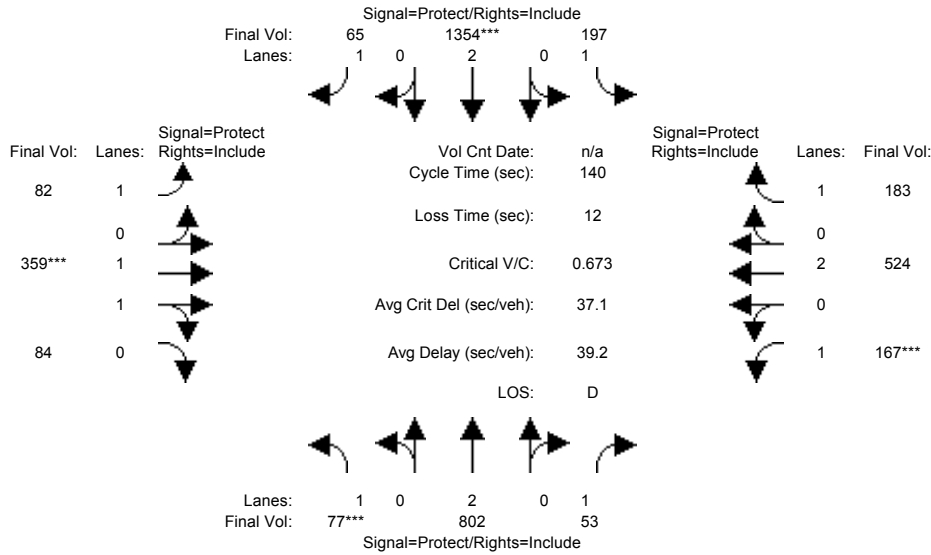 Signal=Protect/Rights=Include
Final Vol: 65 1354*** 197
Lanes: 1 0 2 0 1
Signal=Protect
Final Vol: Lanes: Rights=Include
Vol Cnt Date: n/a
Signal=Protect
Rights=Include Lanes: Final Vol:
Cycle Time (sec): 140
82 1
1 183
Loss Time (sec): 12
0
0
359*** 1
Critical V/C: 0.673
2 524
1
Avg Crit Del (sec/veh): 37.1
0
84 0
Avg Delay (sec/veh): 39.2
1 167***
LOS: D
Lanes: 1 0 2 0 1
Final Vol: 77*** 802 53
Signal=Protect/Rights=Include